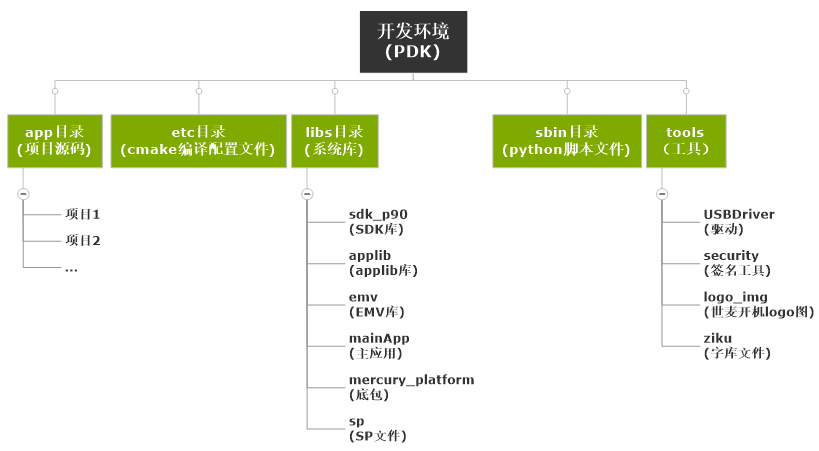 开发环境
(PDK)
app目录
(项目源码)
etc目录
(cmake编译配置文件)
libs目录
(系统库)
sbin目录
(python脚本文件)
tools
（工具）
项目1
项目2
...
sdk_p90
(SDK库)
applib
(applib库)
emv
(EMV库)
mainApp
(主应用)
mercury_platform
(底包)
sp
(SP文件)
USBDriver
(驱动)
security
(签名工具)
logo_img
(世麦开机logo图)
ziku
(字库文件)